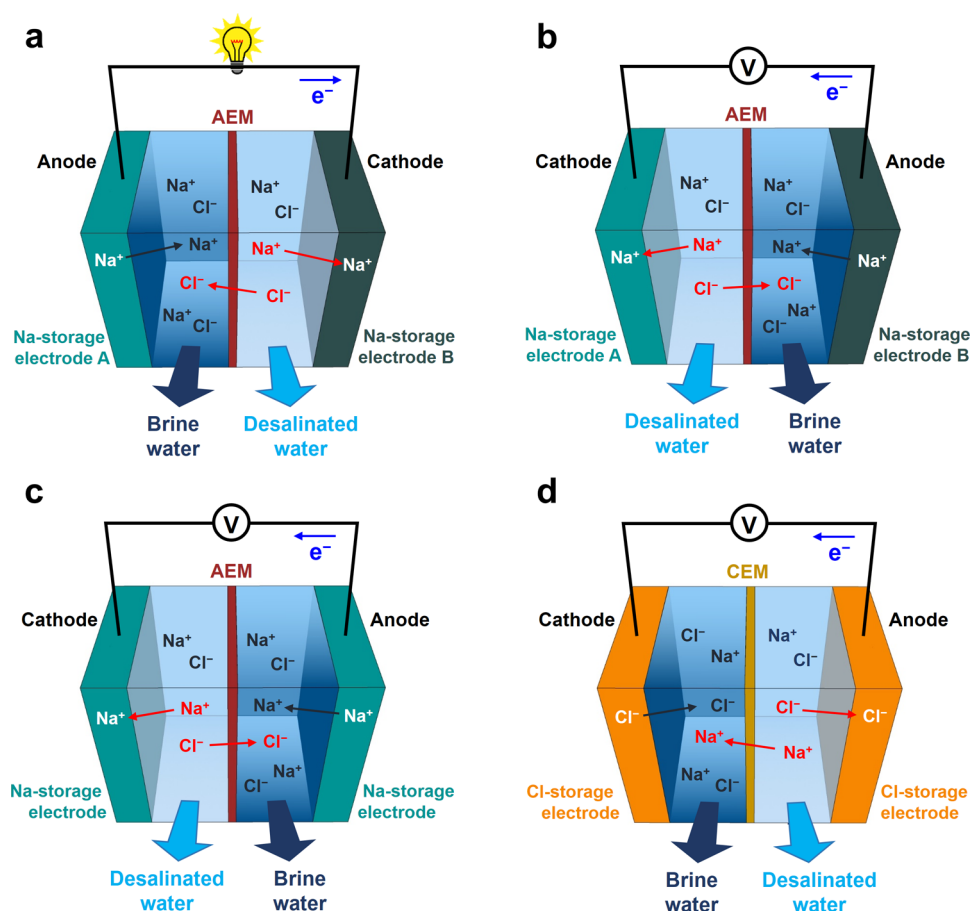 a
e⁻
AEM
Anode
Cathode
Na⁺
Cl⁻
Na⁺
Cl⁻
Na⁺
Na⁺
Na⁺
Na⁺
Cl⁻
Cl⁻
Na⁺
Cl⁻
Na-storage
electrode A
Na-storage
electrode B
Brine
water
Desalinated
water
b
V
e⁻
AEM
Cathode
Anode
Na⁺
Cl⁻
Na⁺
Cl⁻
Na⁺
Na⁺
Na⁺
Na⁺
Cl⁻
Cl⁻
Na⁺
Cl⁻
Na-storage
electrode A
Na-storage
electrode B
Desalinated
water
Brine
water
c
V
e⁻
AEM
Cathode
Anode
Na⁺
Cl⁻
Na⁺
Cl⁻
Na⁺
Na⁺
Na⁺
Na⁺
Cl⁻
Cl⁻
Na⁺
Cl⁻
Na-storage
electrode
Na-storage
electrode
Desalinated
water
Brine
water
d
V
e⁻
CEM
Cathode
Anode
Cl⁻
Na⁺
Na⁺
Cl⁻
Cl⁻
Cl⁻
Cl⁻
Cl⁻
Na⁺
Na⁺
Na⁺
Cl⁻
Cl-storage
electrode
Cl-storage
electrode
Brine
water
Desalinated
water